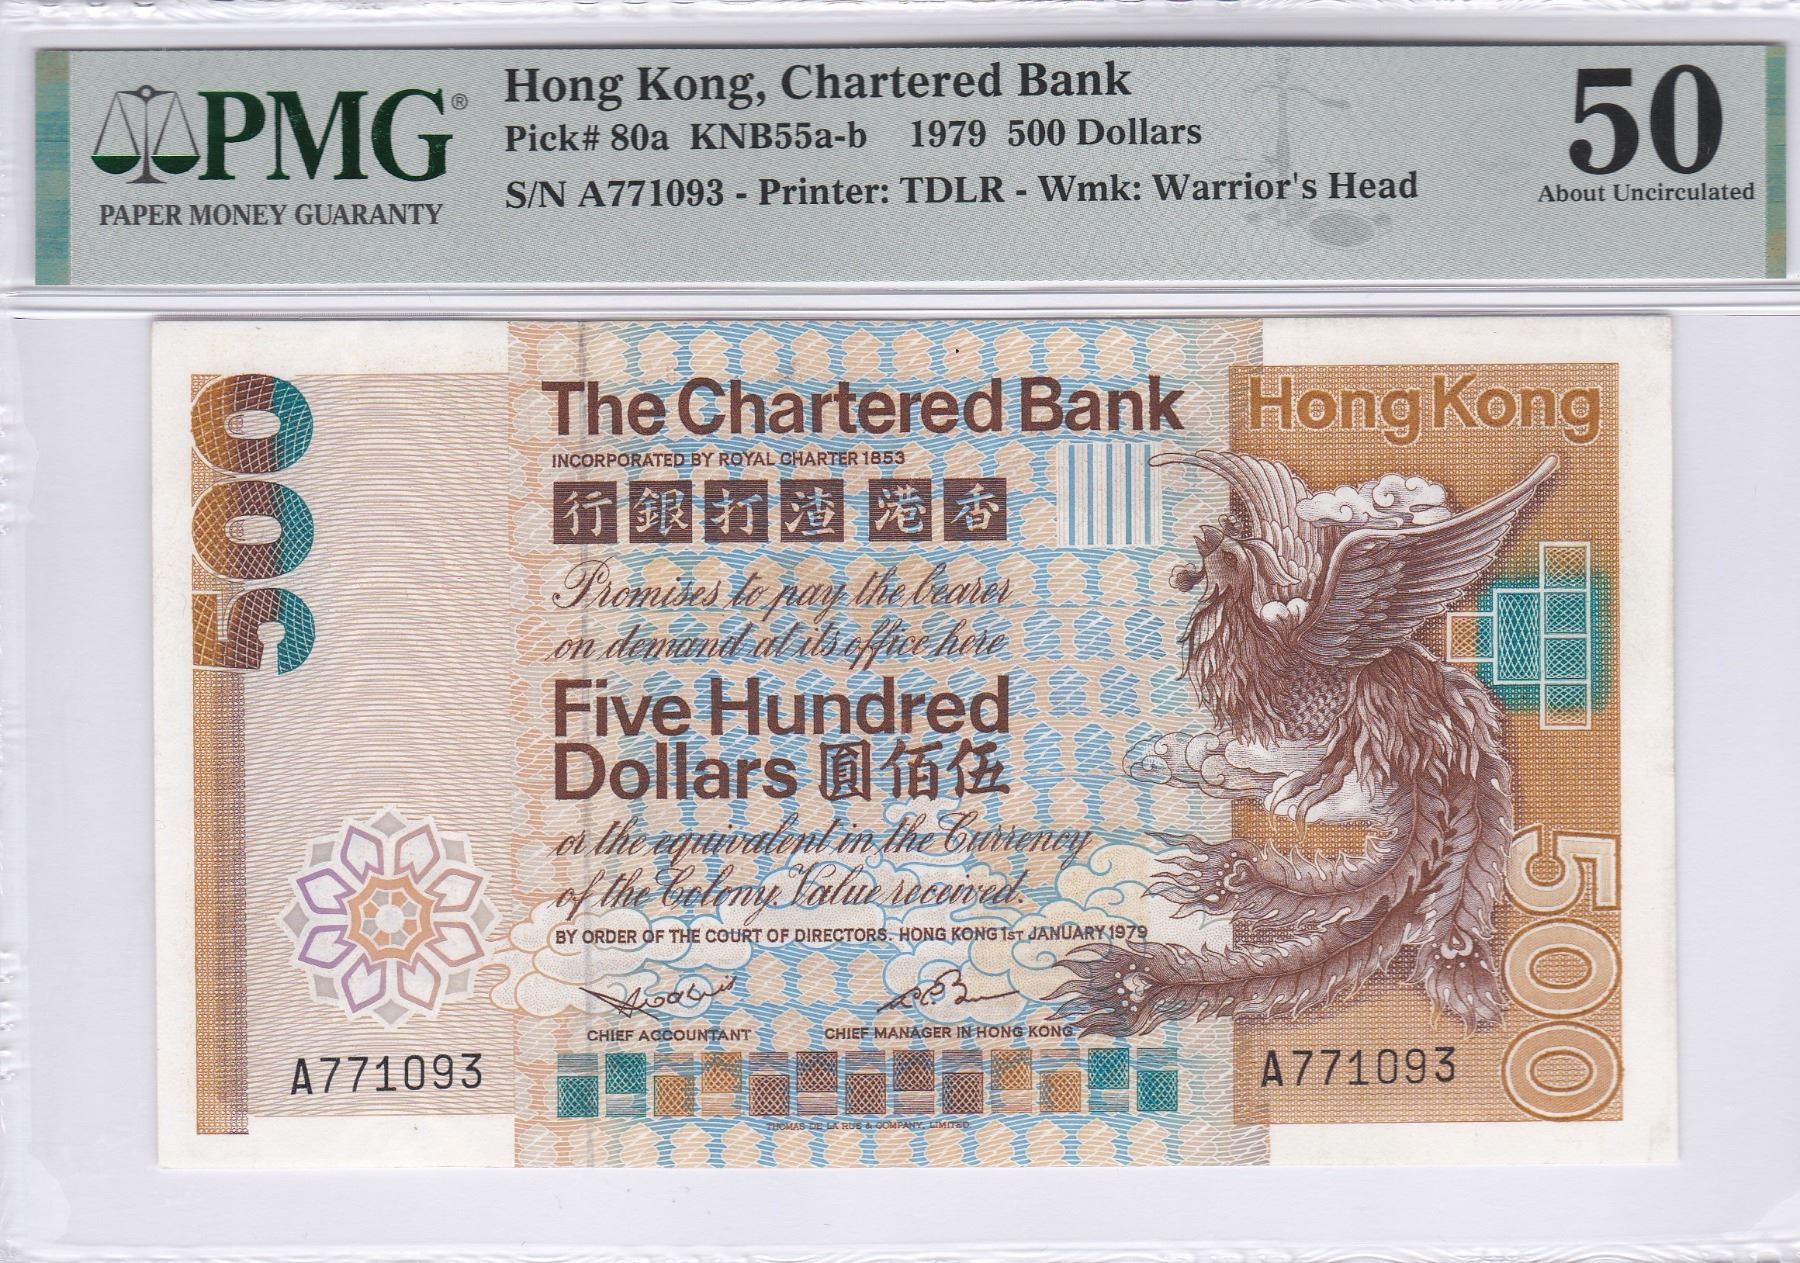 PMG®
PAPER MONEY GUARANTY
Hong Kong, Chartered Bank
Pick# 80a KNB55a-b 1979 500 Dollars
S/N A771093 - Printer: TDLR - Wmk: Warrior's Head
50
About Uncirculated
500
The Chartered Bank
Hong Kong
INCORPORATED BY ROYAL CHARTER 1853
行銀打渣 港香
Promises to pay the bearer
on demand at its office here
Five Hundred
Dollars 圓佰伍
or the equivalent in the Currency
of the Colony. Value received.
BY ORDER OF THE COURT OF DIRECTORS. HONG KONG 1ST JANUARY 1979
CHIEF ACCOUNTANT
CHIEF MANAGER IN HONG KONG
500
A771093
A771093
THOMAS DE LA RUE & COMPANY, LIMITED